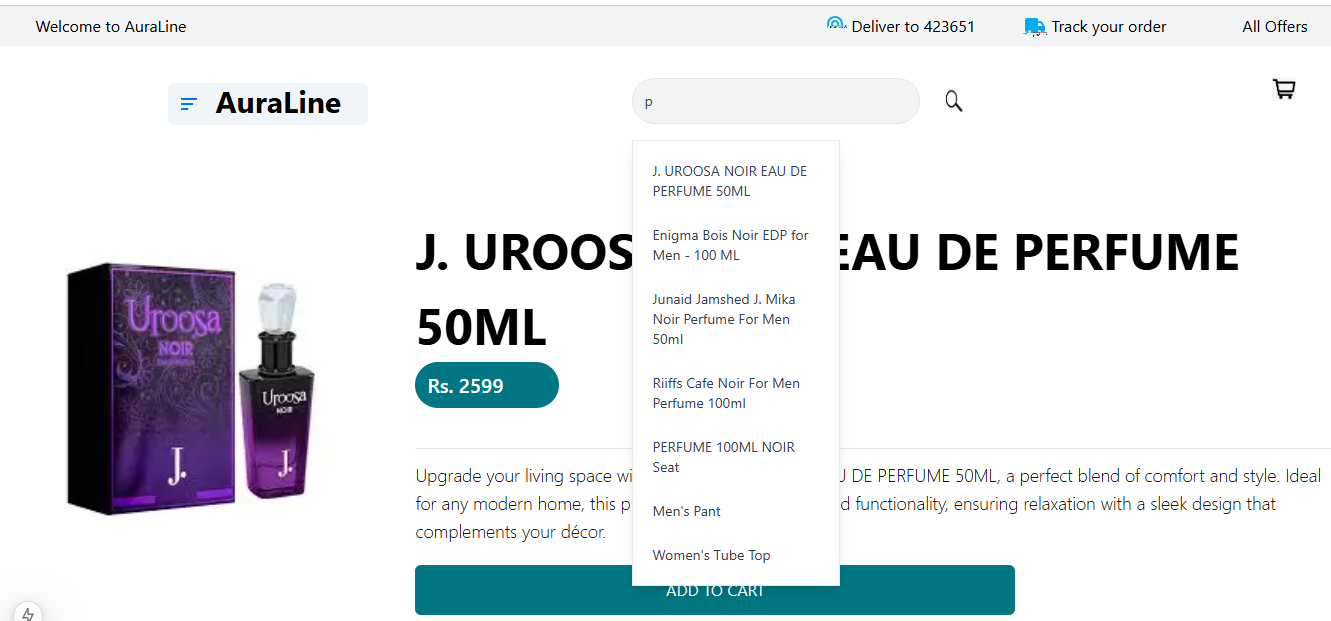 Welcome to AuraLine
Deliver to 423651
Track your order
All Offers
AuraLine
p
J. UROOSA NOIR EAU DE
PERFUME 50ML
Enigma Bois Noir EDP for
Men - 100 ML
Junaid Jamshed J. Mika
Noir Perfume For Men
50ml
Riiffs Cafe Noir For Men
Perfume 100ml
PERFUME 100ML NOIR
Seat
Men's Pant
Women's Tube Top
J. UROOS EAU DE PERFUME
50ML
Rs. 2599
Upgrade your living space wi U DE PERFUME 50ML, a perfect blend of comfort and style. Ideal
for any modern home, this p d functionality, ensuring relaxation with a sleek design that
complements your décor.
ADD TO CART
Uroosa
NOIR
J.
Uroosa
NOIR
J.